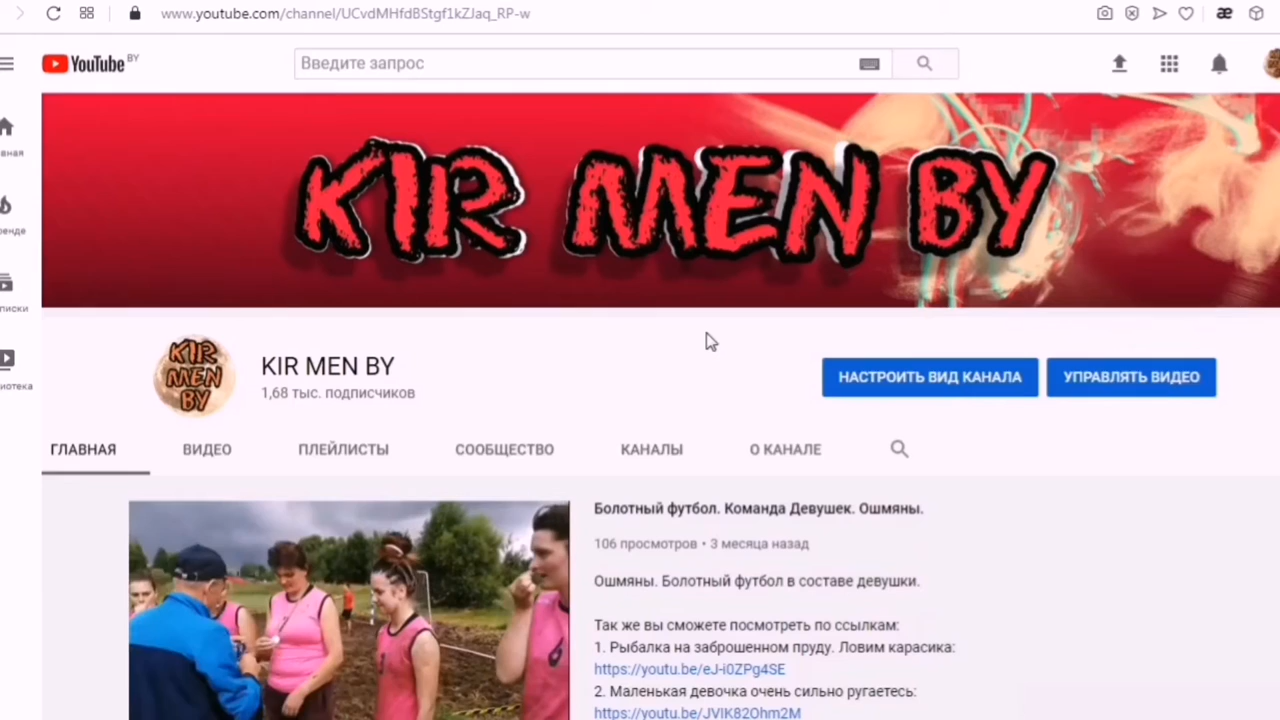 www.youtube.com/channel/UCvdMHfdBStgf1kZJaq_RP-w
YouTube BY
Введите запрос
KIR MEN BY
вная
ренде
писки
иотека
KIR
MEN
BY
KIR MEN BY
1,68 тыс. подписчиков
НАСТРОИТЬ ВИД КАНАЛА
УПРАВЛЯТЬ ВИДЕО
ГЛАВНАЯ ВИДЕО ПЛЕЙЛИСТЫ СООБЩЕСТВО КАНАЛЫ О КАНАЛЕ
Болотный футбол. Команда Девушек. Ошмяны.
106 просмотров • 3 месяца назад
Ошмяны. Болотный футбол в составе девушки.
Так же вы сможете посмотреть по ссылкам:
1. Рыбалка на заброшенном пруду. Ловим карасика:
https://youtu.be/eJ-i0ZPg4SE
2. Маленькая девочка очень сильно ругаетесь:
https://youtu.be/JVIK82Ohm2M